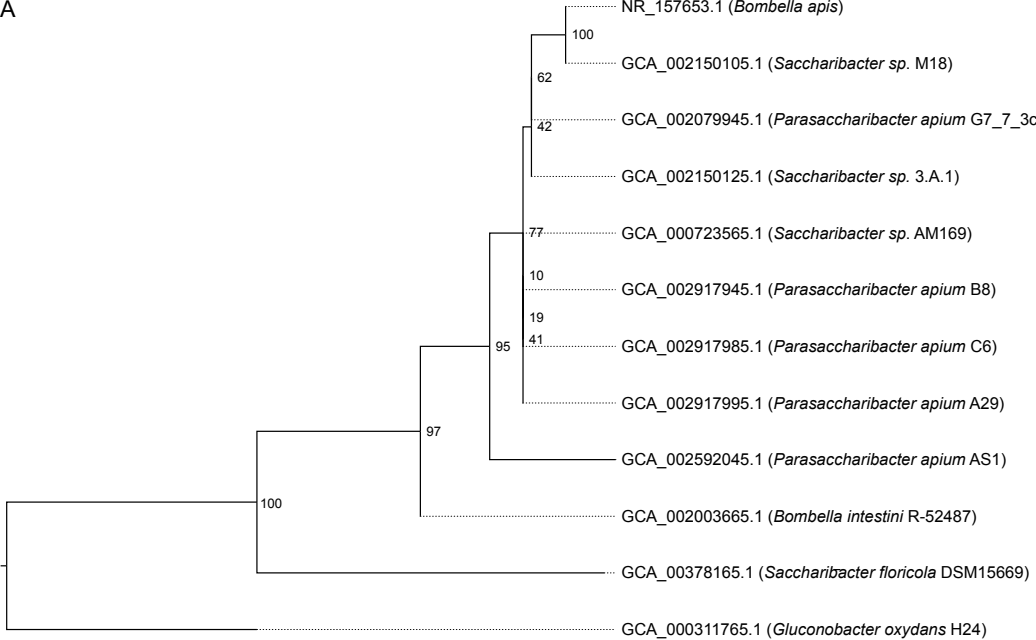 A
NR_157653.1 (Bombella apis)
100
GCA_002150105.1 (Saccharibacter sp. M18)
62
GCA_002079945.1 (Parasaccharibacter apium G7_7_3c
42
GCA_002150125.1 (Saccharibacter sp. 3.A.1)
77
GCA_000723565.1 (Saccharibacter sp. AM169)
10
GCA_002917945.1 (Parasaccharibacter apium B8)
19
41
GCA_002917985.1 (Parasaccharibacter apium C6)
95
GCA_002917995.1 (Parasaccharibacter apium A29)
97
GCA_002592045.1 (Parasaccharibacter apium AS1)
100
GCA_002003665.1 (Bombella intestini R-52487)
GCA_00378165.1 (Saccharibacter floricola DSM15669)
GCA_000311765.1 (Gluconobacter oxydans H24)